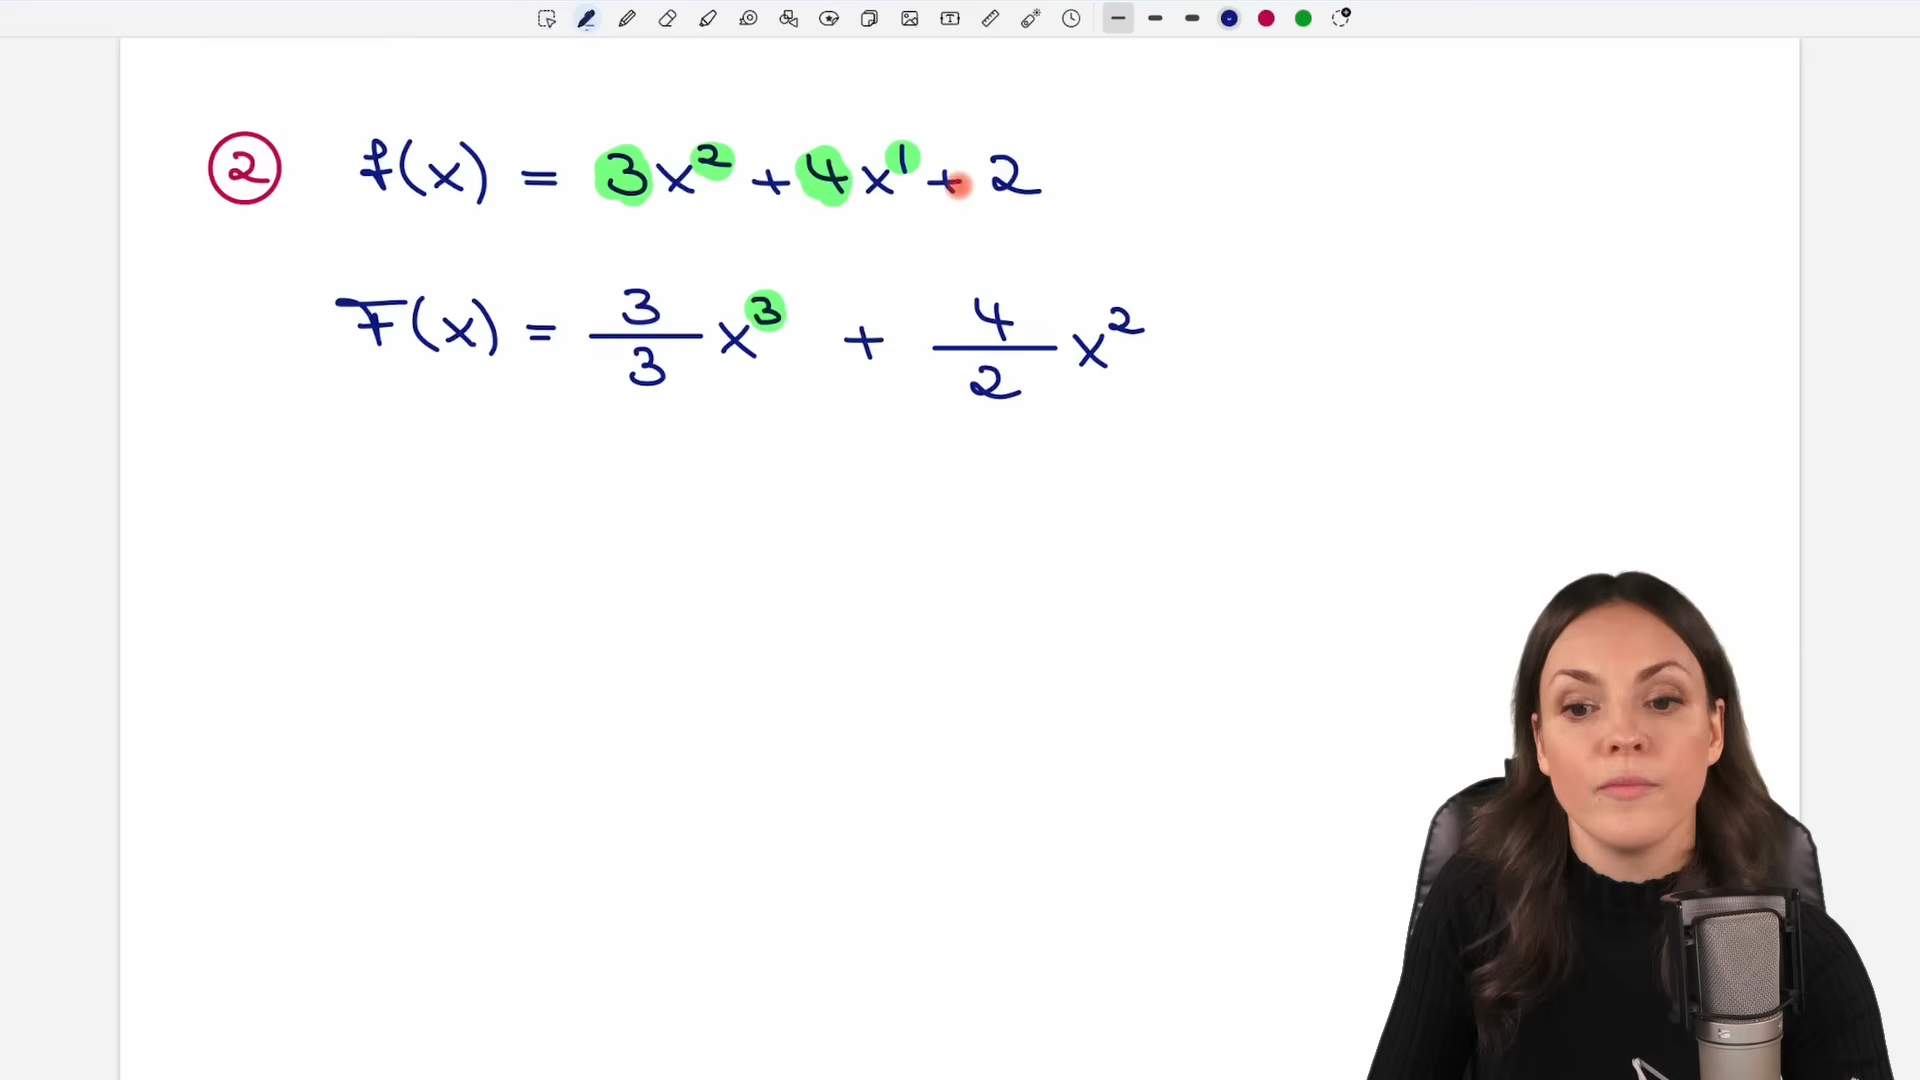 ② f(x) = 3x² + 4x¹ + 2
F(x) = 3/3 x³ + 4/2 x²